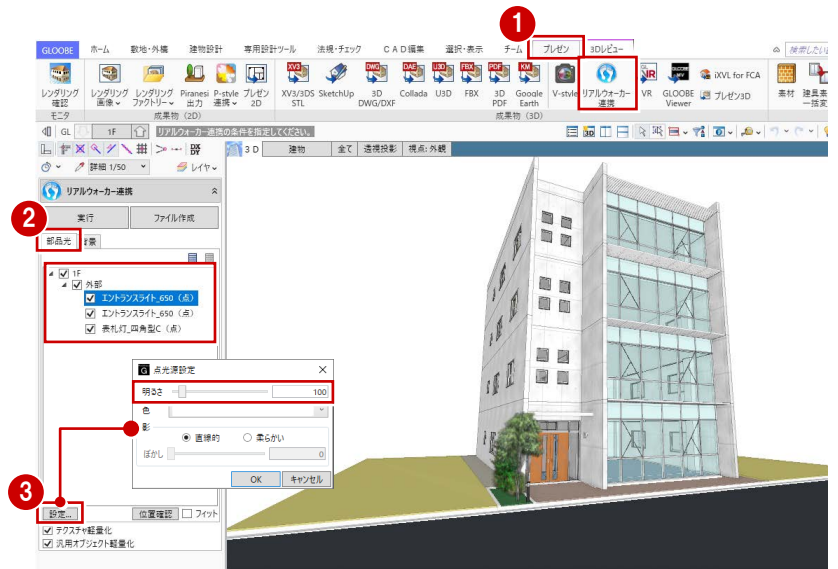 1
GLOOBE ホーム 敷地・外構 建物設計 専用設計ツール 法規・チェック CAD編集 選択・表示 チーム プレゼン 3Dレビュー
レンダリング確認 レンダリング画像 レンダリングファクトリー Piranesi出力 P-style連携 プレゼン2D XV3/3DS STL SketchUp 3D DWG/DXF Collada U3D FBX 3D PDF Google Earth V-style リアルウォーカー連携 VR GLOOBE Viewer iXVL for FCA プレゼン3D 素材
モニタ 成果物（2D） 成果物（3D）
GL 1F リアルウォーカー連携の条件を指定してください。
3D 建物 全て 透視投影 視点:外観
詳細 1/50 レイヤ
リアルウォーカー連携
2
実行 ファイル作成
部品光 背景
1F
外部
エントランスライト_650（点）
エントランスライト_650（点）
表札灯_四角型C（点）
点光源設定
明るさ 100
色
影
直線的 柔らかい
ぼかし 0
OK キャンセル
3
設定... 位置確認 フィット
テクスチャ軽量化
汎用オブジェクト軽量化